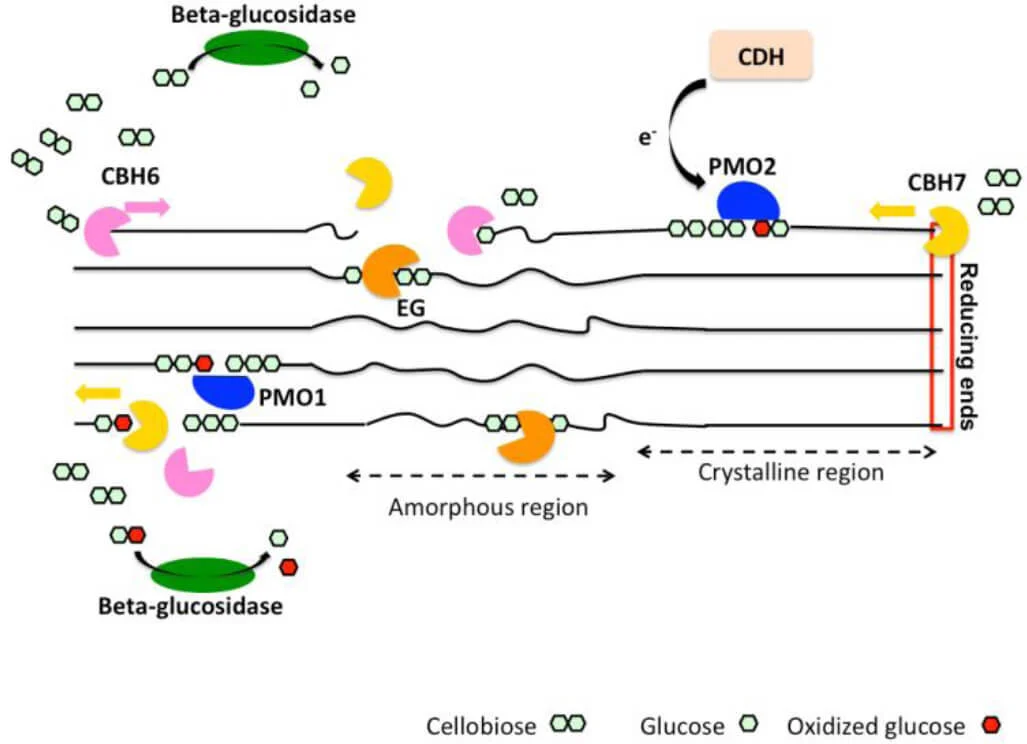 Beta-glucosidase
CDH
e-
PMO2
CBH6
CBH7
EG
Reducing ends
PMO1
Crystalline region
Amorphous region
Beta-glucosidase
Cellobiose Glucose Oxidized glucose